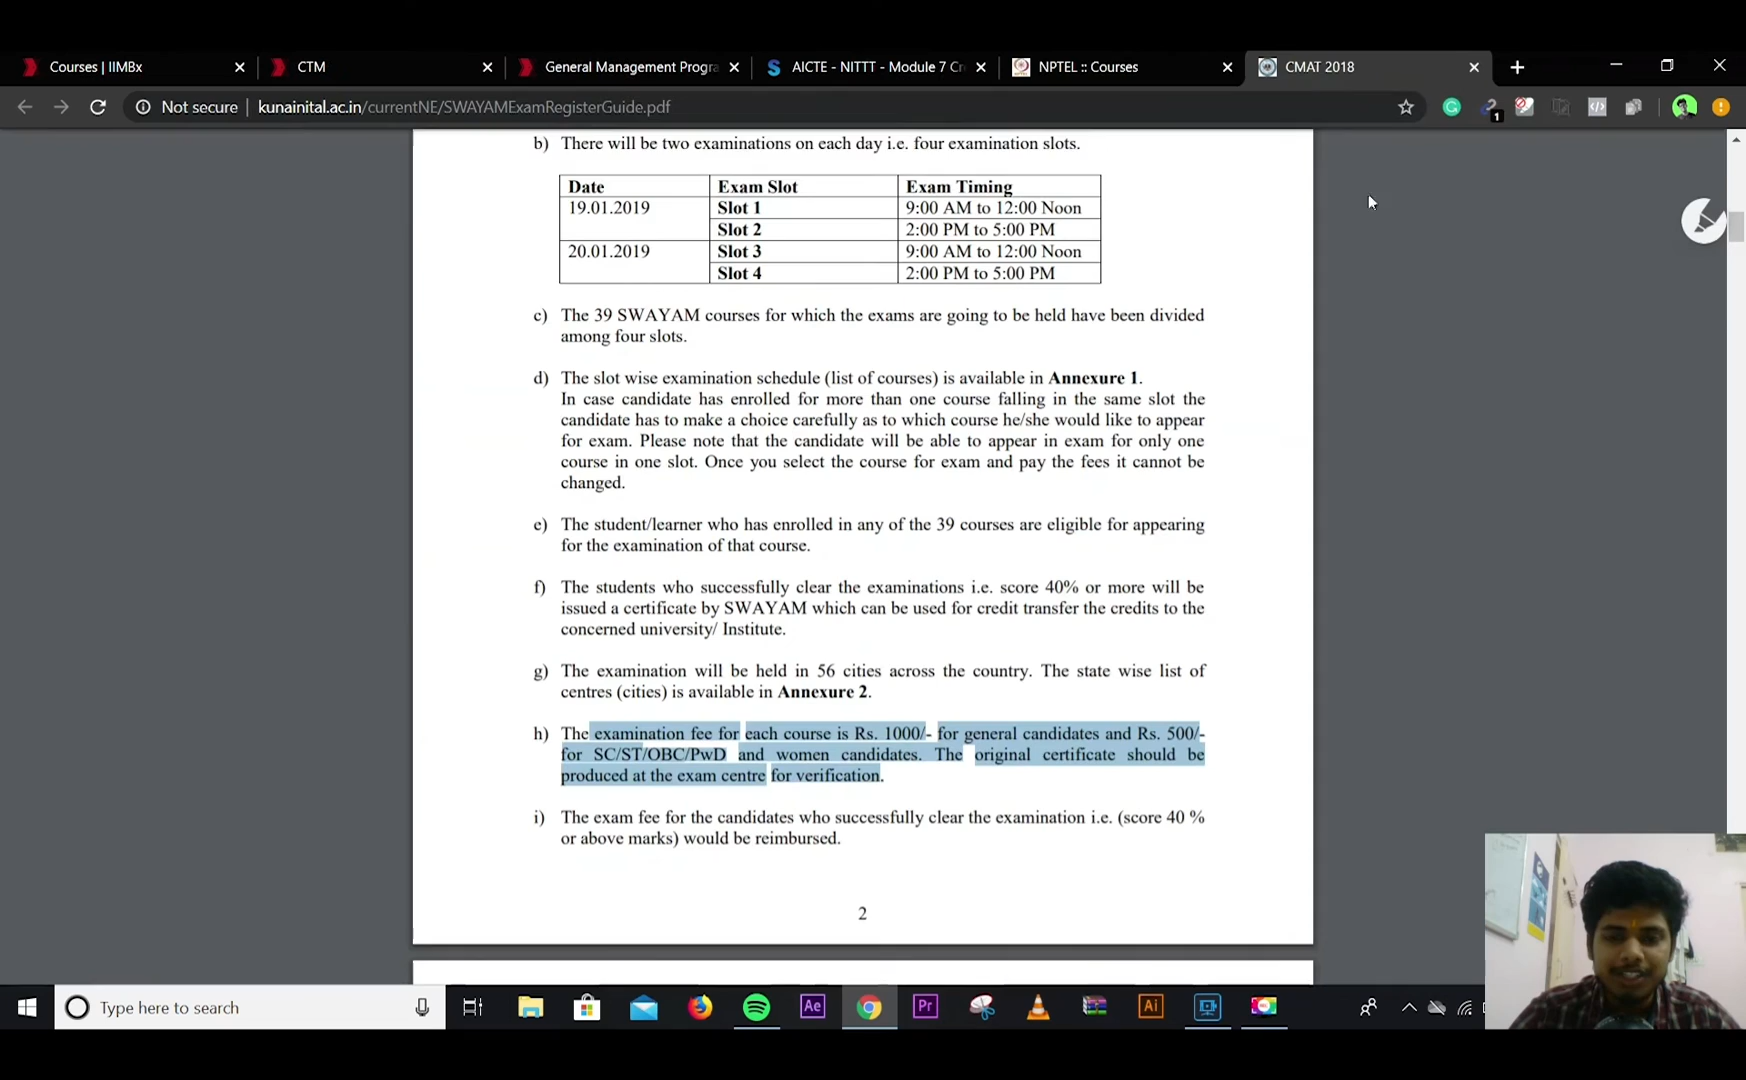 Courses | IIMBx
CTM
General Management Progra
AICTE - NITTT - Module 7 Cr
NPTEL :: Courses
CMAT 2018
Not secure | kunainital.ac.in/currentNE/SWAYAMExamRegisterGuide.pdf
1
b) There will be two examinations on each day i.e. four examination slots.
Date Exam Slot Exam Timing
19.01.2019 Slot 1 9:00 AM to 12:00 Noon
Slot 2 2:00 PM to 5:00 PM
20.01.2019 Slot 3 9:00 AM to 12:00 Noon
Slot 4 2:00 PM to 5:00 PM
c) The 39 SWAYAM courses for which the exams are going to be held have been divided
among four slots.
d) The slot wise examination schedule (list of courses) is available in Annexure 1.
In case candidate has enrolled for more than one course falling in the same slot the
candidate has to make a choice carefully as to which course he/she would like to appear
for exam. Please note that the candidate will be able to appear in exam for only one
course in one slot. Once you select the course for exam and pay the fees it cannot be
changed.
e) The student/learner who has enrolled in any of the 39 courses are eligible for appearing
for the examination of that course.
f) The students who successfully clear the examinations i.e. score 40% or more will be
issued a certificate by SWAYAM which can be used for credit transfer the credits to the
concerned university/ Institute.
g) The examination will be held in 56 cities across the country. The state wise list of
centres (cities) is available in Annexure 2.
h) The examination fee for each course is Rs. 1000/- for general candidates and Rs. 500/-
for SC/ST/OBC/PwD and women candidates. The original certificate should be
produced at the exam centre for verification.
i) The exam fee for the candidates who successfully clear the examination i.e. (score 40 %
or above marks) would be reimbursed.
2
Type here to search
Ae
Pr
Ai